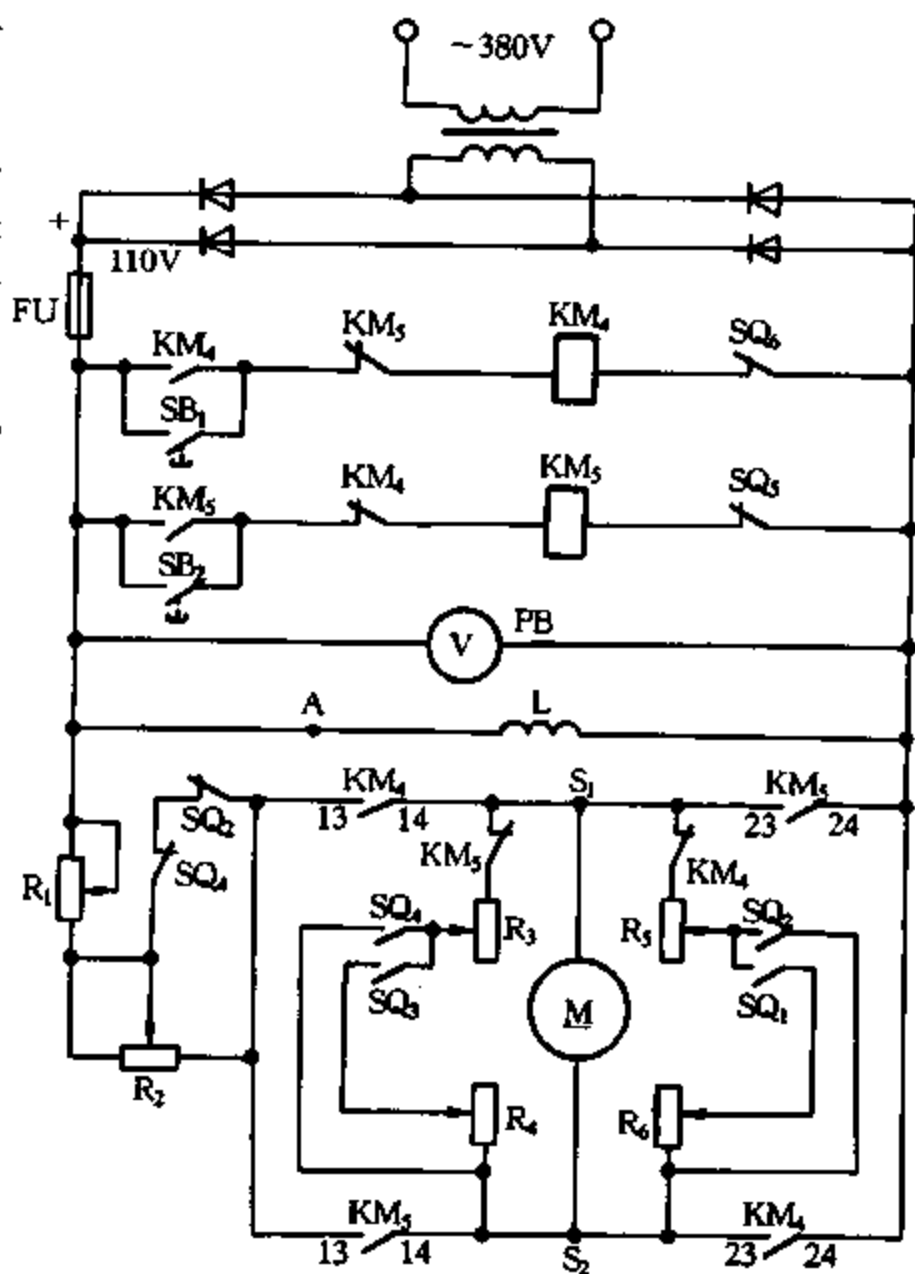 ~380V
+
110V
FU
KM₄ KM₅ KM₄ SQ₆
SB₁
KM₅ KM₄ KM₅ SQ₅
SB₂
V PB
A L
KM₄ S₁ KM₅
13 14 23 24
SQ₂
SQ₄ KM₅ KM₄
R₁ SQ₄ R₃ R₅ SQ₂
SQ₃ M SQ₁
R₂ R₄ R₆
KM₅ KM₄
13 14 S₂ 23 24